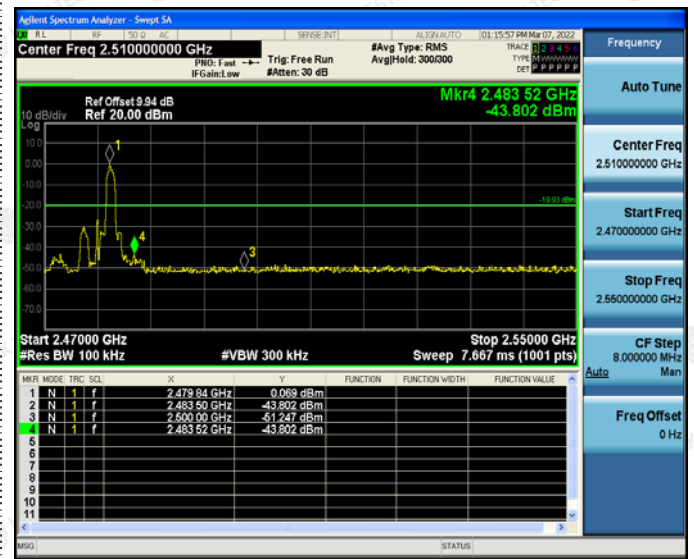 Agilent Spectrum Analyzer - Swept SA
RL RF 50 Ω AC SENSE:INT ALIGN AUTO 01:15:57 PM Mar 07, 2022
Center Freq 2.510000000 GHz
PNO: Fast Trig: Free Run
IFGain:Low #Atten: 30 dB
#Avg Type: RMS
Avg|Hold: 300/300
TRACE 1 2 3 4 5 6
TYPE M
DET P P P P P P
Ref Offset 9.94 dB
10 dB/div Ref 20.00 dBm
Log
Mkr4 2.483 52 GHz
-43.802 dBm
10.0
0.00
-10.0
-20.0
-30.0
-40.0
-50.0
-60.0
-70.0
1
4
3
-19.93 dBm
Start 2.47000 GHz Stop 2.55000 GHz
#Res BW 100 kHz #VBW 300 kHz Sweep 7.667 ms (1001 pts)
MKR MODE TRC SCL X Y FUNCTION FUNCTION WIDTH FUNCTION VALUE
1 N 1 f 2.479 84 GHz 0.069 dBm
2 N 1 f 2.483 50 GHz -43.802 dBm
3 N 1 f 2.500 00 GHz -51.247 dBm
4 N 1 f 2.483 52 GHz -43.802 dBm
5
6
7
8
9
10
11
MSG STATUS
Frequency
Auto Tune
Center Freq
2.510000000 GHz
Start Freq
2.470000000 GHz
Stop Freq
2.550000000 GHz
CF Step
8.000000 MHz
Auto Man
Freq Offset
0 Hz